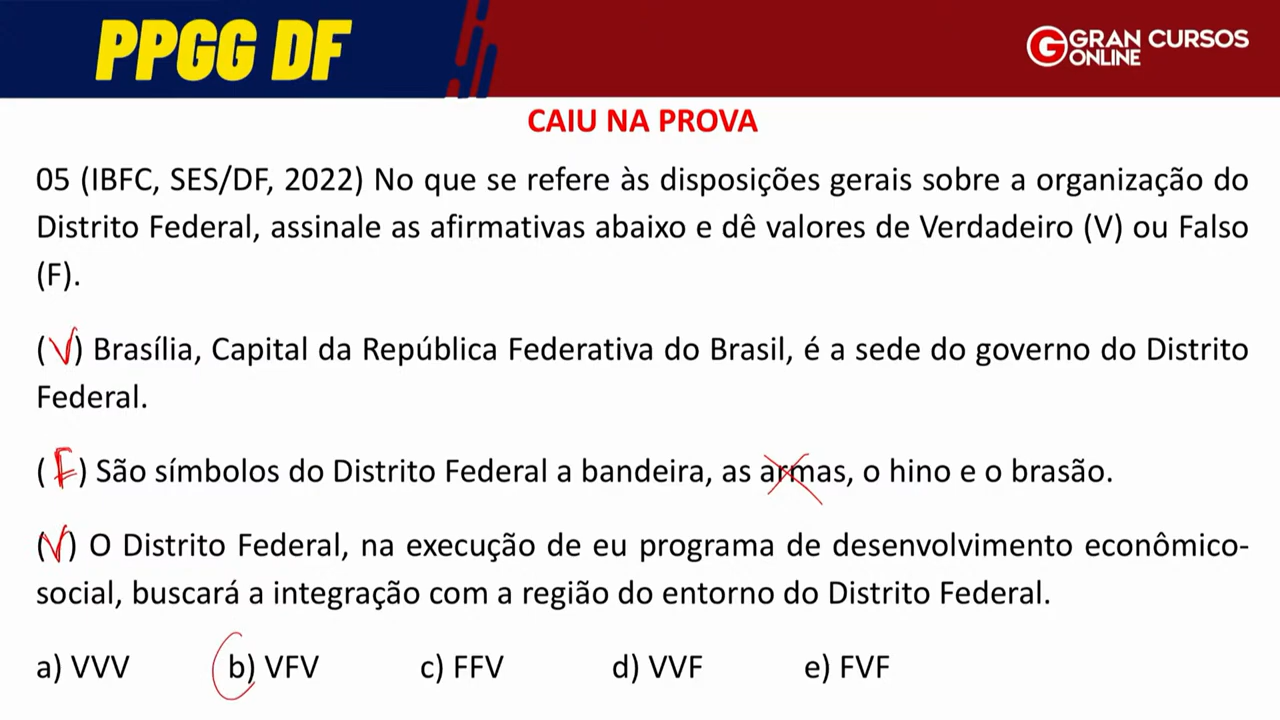 PPGG DF
GRAN CURSOS
ONLINE
CAIU NA PROVA
05 (IBFC, SES/DF, 2022) No que se refere às disposições gerais sobre a organização do
Distrito Federal, assinale as afirmativas abaixo e dê valores de Verdadeiro (V) ou Falso
(F).
(V) Brasília, Capital da República Federativa do Brasil, é a sede do governo do Distrito
Federal.
(F) São símbolos do Distrito Federal a bandeira, as armas, o hino e o brasão.
(V) O Distrito Federal, na execução de eu programa de desenvolvimento econômico-
social, buscará a integração com a região do entorno do Distrito Federal.
a) VVV b) VFV c) FFV d) VVF e) FVF